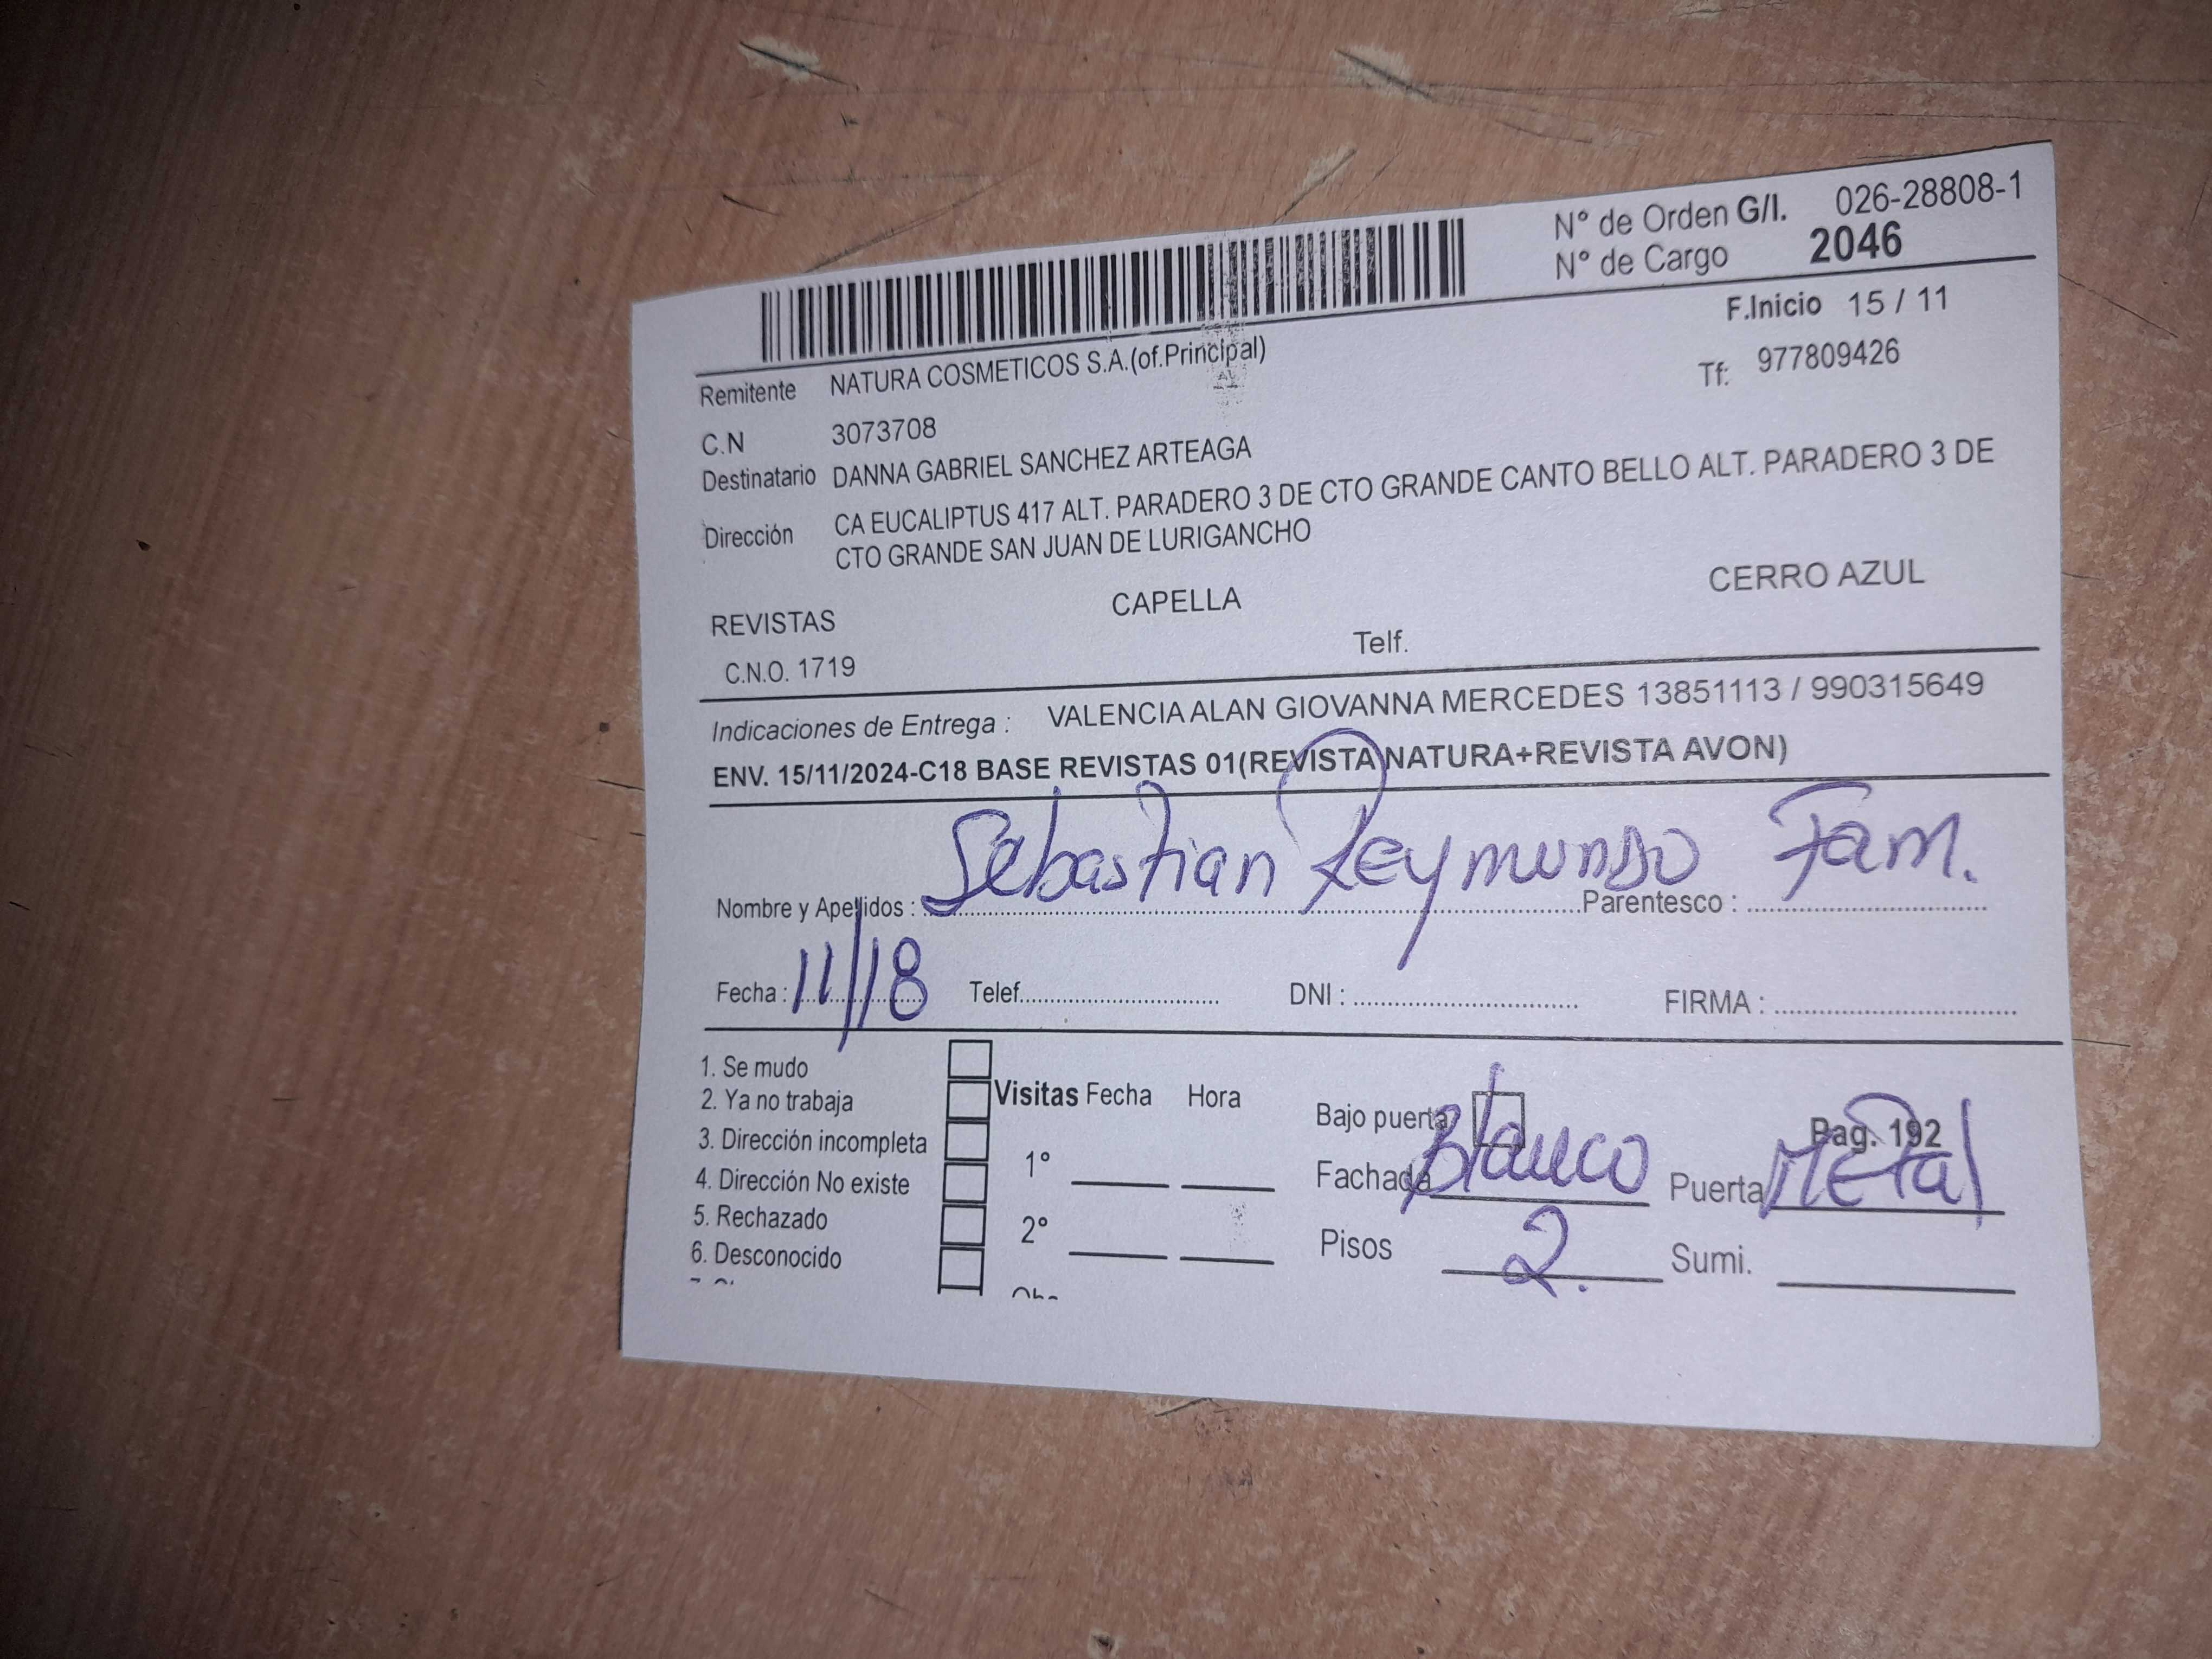 N° de Orden G/I. 026-28808-1
N° de Cargo 2046
F.Inicio 15 / 11
Remitente NATURA COSMETICOS S.A.(of.Principal)
Tf: 977809426
C.N 3073708
Destinatario DANNA GABRIEL SANCHEZ ARTEAGA
Dirección CA EUCALIPTUS 417 ALT. PARADERO 3 DE CTO GRANDE CANTO BELLO ALT. PARADERO 3 DE
CTO GRANDE SAN JUAN DE LURIGANCHO
REVISTAS CAPELLA CERRO AZUL
C.N.O. 1719 Telf.
Indicaciones de Entrega : VALENCIA ALAN GIOVANNA MERCEDES 13851113 / 990315649
ENV. 15/11/2024-C18 BASE REVISTAS 01(REVISTA NATURA+REVISTA AVON)
Nombre y Apellidos : Sebastian Reymundo Parentesco : Fam.
Fecha : 11/18 Telef. DNI : FIRMA :
1. Se mudo
2. Ya no trabaja
3. Dirección incompleta
4. Dirección No existe
5. Rechazado
6. Desconocido
Visitas Fecha Hora
1°
2°
Bajo puerta Pag. 192
Fachada Blanco Puerta Metal
Pisos 2. Sumi.